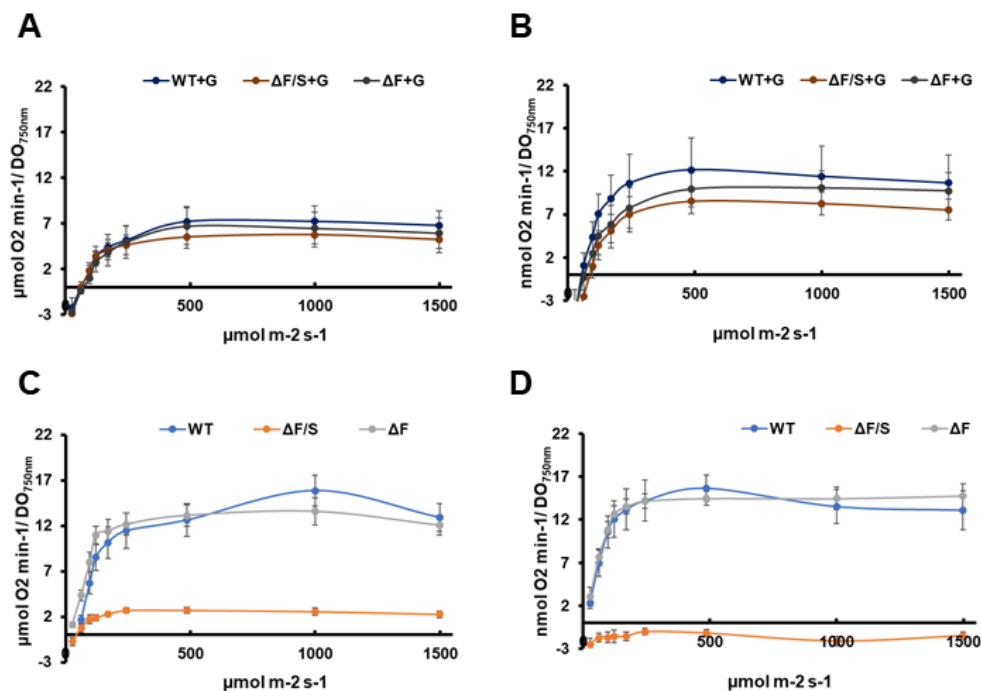 A
WT+G ΔF/S+G ΔF+G
22
17
12
7
2
-3
0
500
1000
1500
µmol O2 min-1/ DO750nm
µmol m-2 s-1
B
WT+G ΔF/S+G ΔF+G
22
17
12
7
2
-3
0
500
1000
1500
nmol O2 min-1/ DO750nm
µmol m-2 s-1
C
WT ΔF/S ΔF
22
17
12
7
2
-3
0
500
1000
1500
µmol O2 min-1/ DO750nm
µmol m-2 s-1
D
WT ΔF/S ΔF
22
17
12
7
2
-3
0
500
1000
1500
nmol O2 min-1/ DO750nm
µmol m-2 s-1